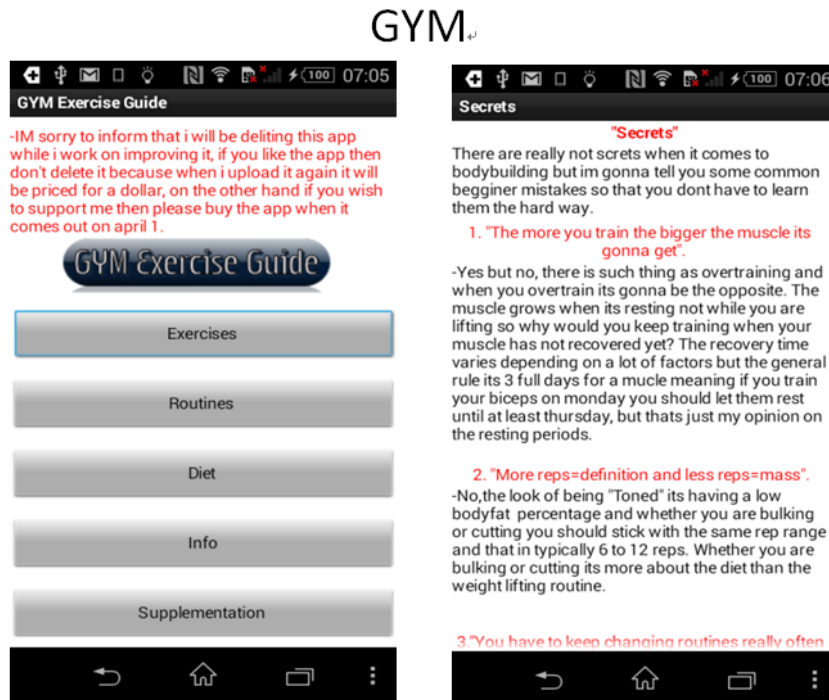 GYM
100 07:05
GYM Exercise Guide
-IM sorry to inform that i will be deliting this app
while i work on improving it, if you like the app then
don't delete it because when i upload it again it will
be priced for a dollar, on the other hand if you wish
to support me then please buy the app when it
comes out on april 1.
GYM Exercise Guide
Exercises
Routines
Diet
Info
Supplementation
100 07:06
Secrets
"Secrets"
There are really not screts when it comes to
bodybuilding but im gonna tell you some common
begginer mistakes so that you dont have to learn
them the hard way.
1. "The more you train the bigger the muscle its
gonna get".
-Yes but no, there is such thing as overtraining and
when you overtrain its gonna be the opposite. The
muscle grows when its resting not while you are
lifting so why would you keep training when your
muscle has not recovered yet? The recovery time
varies depending on a lot of factors but the general
rule its 3 full days for a mucle meaning if you train
your biceps on monday you should let them rest
until at least thursday, but thats just my opinion on
the resting periods.
2. "More reps=definition and less reps=mass".
-No,the look of being "Toned" its having a low
bodyfat percentage and whether you are bulking
or cutting you should stick with the same rep range
and that in typically 6 to 12 reps. Whether you are
bulking or cutting its more about the diet than the
weight lifting routine.
3."You have to keep changing routines really often